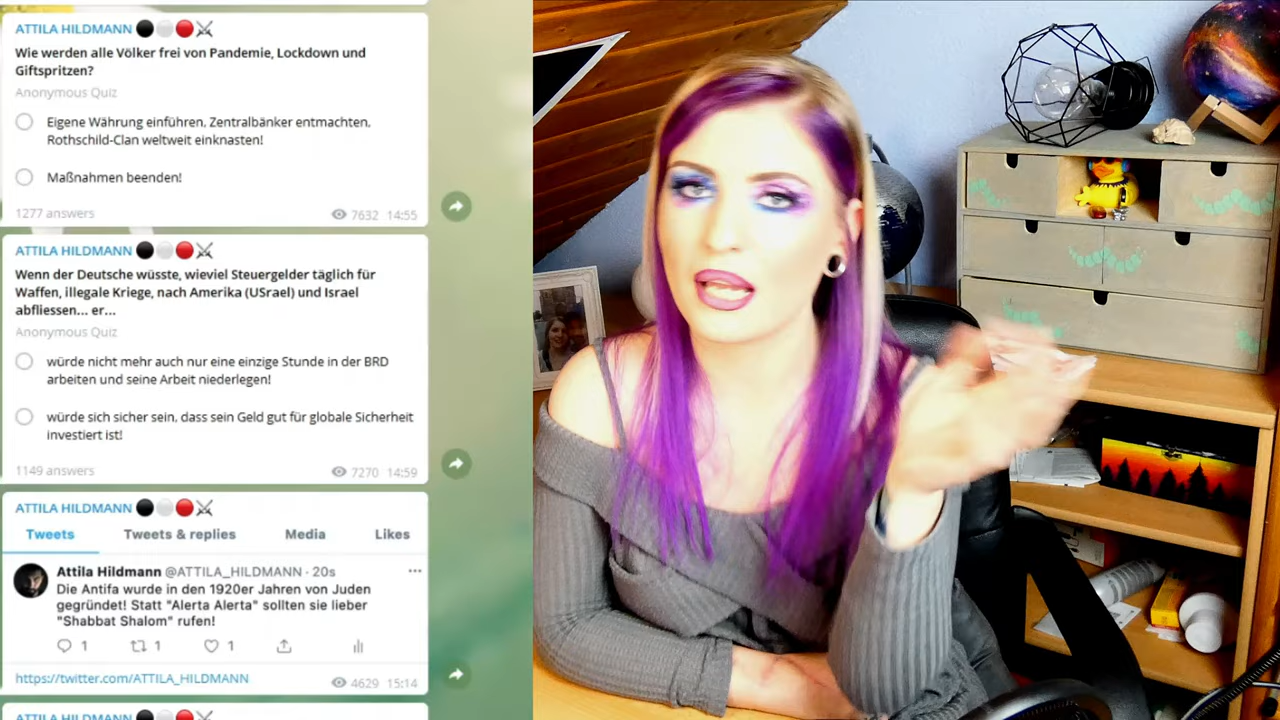 ATTILA HILDMANN
Wie werden alle Völker frei von Pandemie, Lockdown und
Giftspritzen?
Anonymous Quiz
Eigene Währung einführen, Zentralbänker entmachten,
Rothschild-Clan weltweit einknasten!
Maßnahmen beenden!
1277 answers
7632 14:55
ATTILA HILDMANN
Wenn der Deutsche wüsste, wieviel Steuergelder täglich für
Waffen, illegale Kriege, nach Amerika (USrael) und Israel
abfliessen... er...
Anonymous Quiz
würde nicht mehr auch nur eine einzige Stunde in der BRD
arbeiten und seine Arbeit niederlegen!
würde sich sicher sein, dass sein Geld gut für globale Sicherheit
investiert ist!
1149 answers
7270 14:59
ATTILA HILDMANN
Tweets Tweets & replies Media Likes
Attila Hildmann @ATTILA_HILDMANN · 20s
Die Antifa wurde in den 1920er Jahren von Juden
gegründet! Statt "Alerta Alerta" sollten sie lieber
"Shabbat Shalom" rufen!
1 1 1
https://twitter.com/ATTILA_HILDMANN
4629 15:14
ATTILA HILDMANN